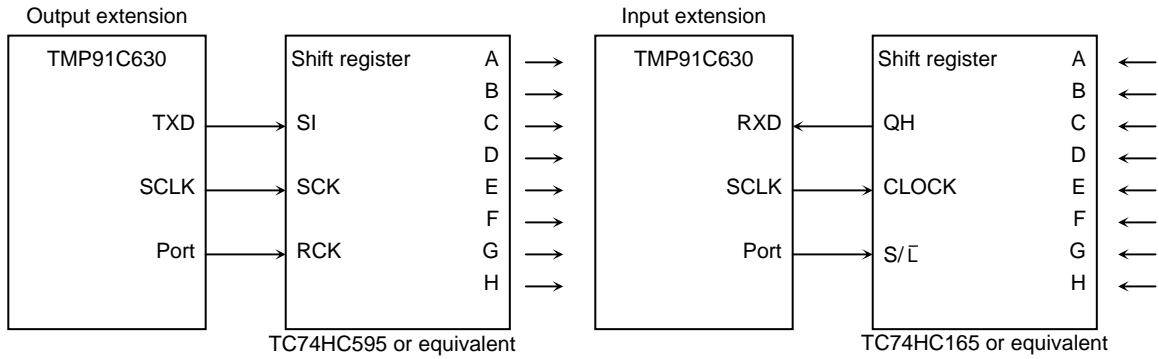 Output extension
TMP91C630
TXD
SCLK
Port
Shift register
SI
SCK
RCK
A
B
C
D
E
F
G
H
TC74HC595 or equivalent
Input extension
TMP91C630
RXD
SCLK
Port
Shift register
QH
CLOCK
S/L̅
A
B
C
D
E
F
G
H
TC74HC165 or equivalent